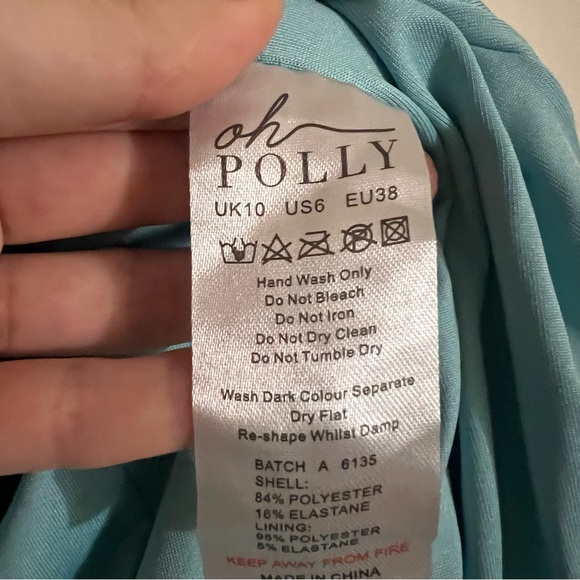 oh
POLLY
UK10 US6 EU38
Hand Wash Only
Do Not Bleach
Do Not Iron
Do Not Dry Clean
Do Not Tumble Dry
Wash Dark Colour Separate
Dry Flat
Re-shape Whilst Damp
BATCH A 6135
SHELL:
84% POLYESTER
16% ELASTANE
LINING:
95% POLYESTER
5% ELASTANE
KEEP AWAY FROM FIRE
MADE IN CHINA